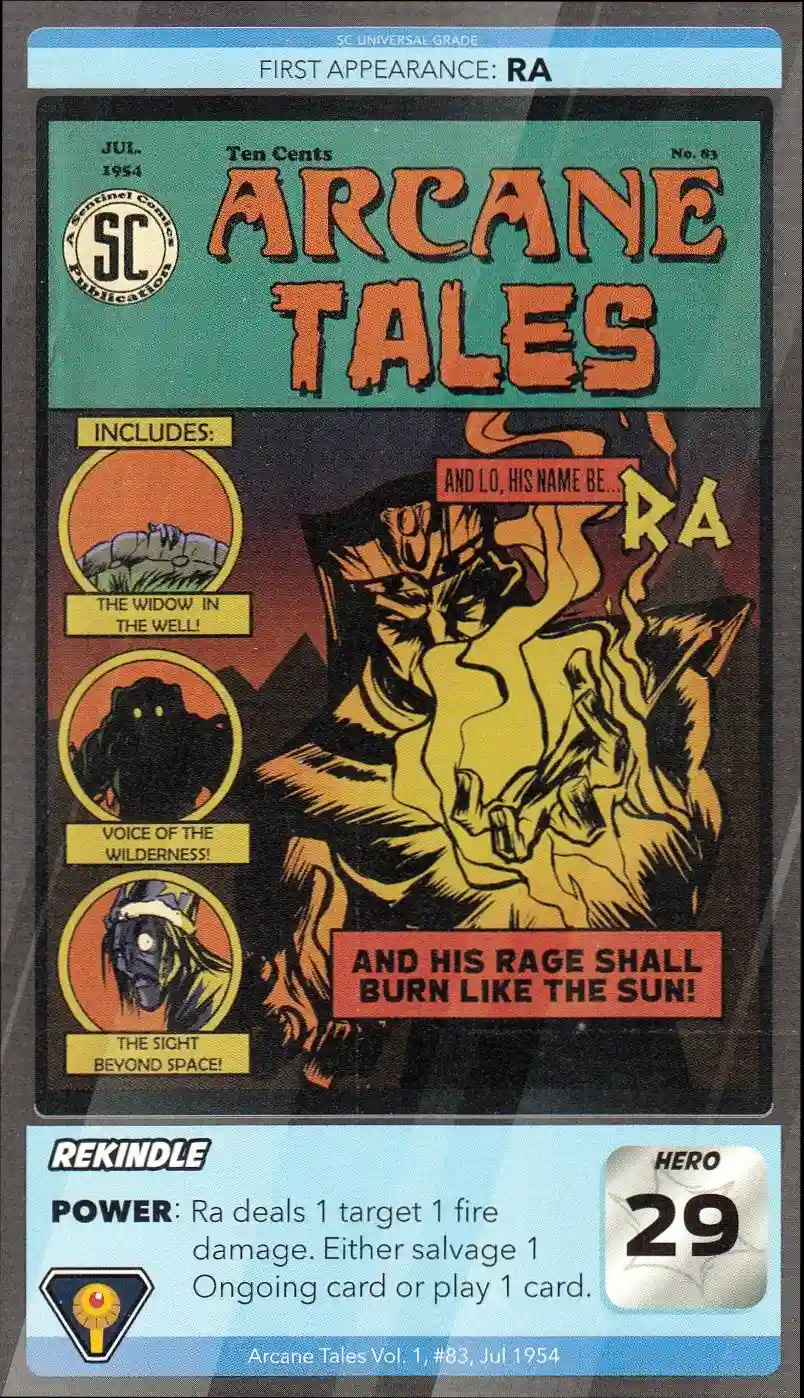 SC UNIVERSAL GRADE
FIRST APPEARANCE: RA
JUL.
1954
Ten Cents
No. 83
A Sentinel Comics
SC
Publication
ARCANE
TALES
INCLUDES:
AND LO, HIS NAME BE...
RA
THE WIDOW IN
THE WELL!
VOICE OF THE
WILDERNESS!
THE SIGHT
BEYOND SPACE!
AND HIS RAGE SHALL
BURN LIKE THE SUN!
REKINDLE
HERO
29
POWER: Ra deals 1 target 1 fire
damage. Either salvage 1
Ongoing card or play 1 card.
Arcane Tales Vol. 1, #83, Jul 1954